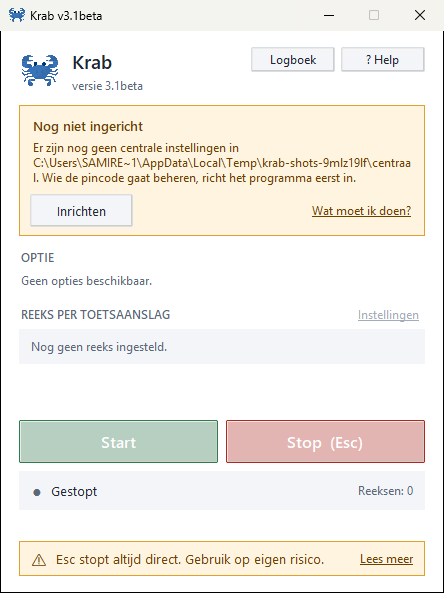 Krab v3.1beta
Krab
versie 3.1beta
Logboek
? Help
Nog niet ingericht
Er zijn nog geen centrale instellingen in
C:\Users\SAMIRE~1\AppData\Local\Temp\krab-shots-9mlz19lf\centraa
l. Wie de pincode gaat beheren, richt het programma eerst in.
Inrichten
Wat moet ik doen?
OPTIE
Geen opties beschikbaar.
REEKS PER TOETSAANSLAG
Instellingen
Nog geen reeks ingesteld.
Start
Stop (Esc)
Gestopt
Reeksen: 0
Esc stopt altijd direct. Gebruik op eigen risico.
Lees meer